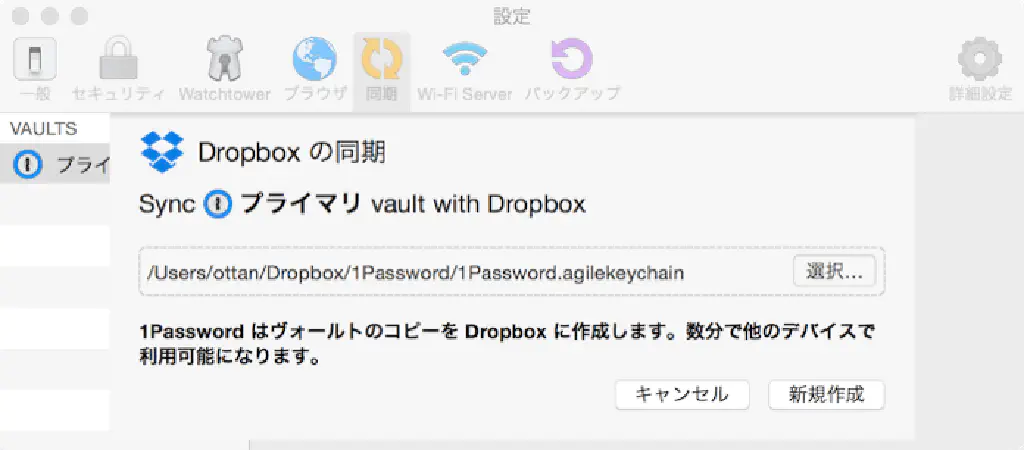 設定
一般 セキュリティ Watchtower ブラウザ 同期 Wi-Fi Server バックアップ 詳細設定
VAULTS
プライ
Dropbox の同期
Sync プライマリ vault with Dropbox
/Users/ottan/Dropbox/1Password/1Password.agilekeychain 選択...
1Password はヴォールトのコピーを Dropbox に作成します。数分で他のデバイスで
利用可能になります。
キャンセル 新規作成